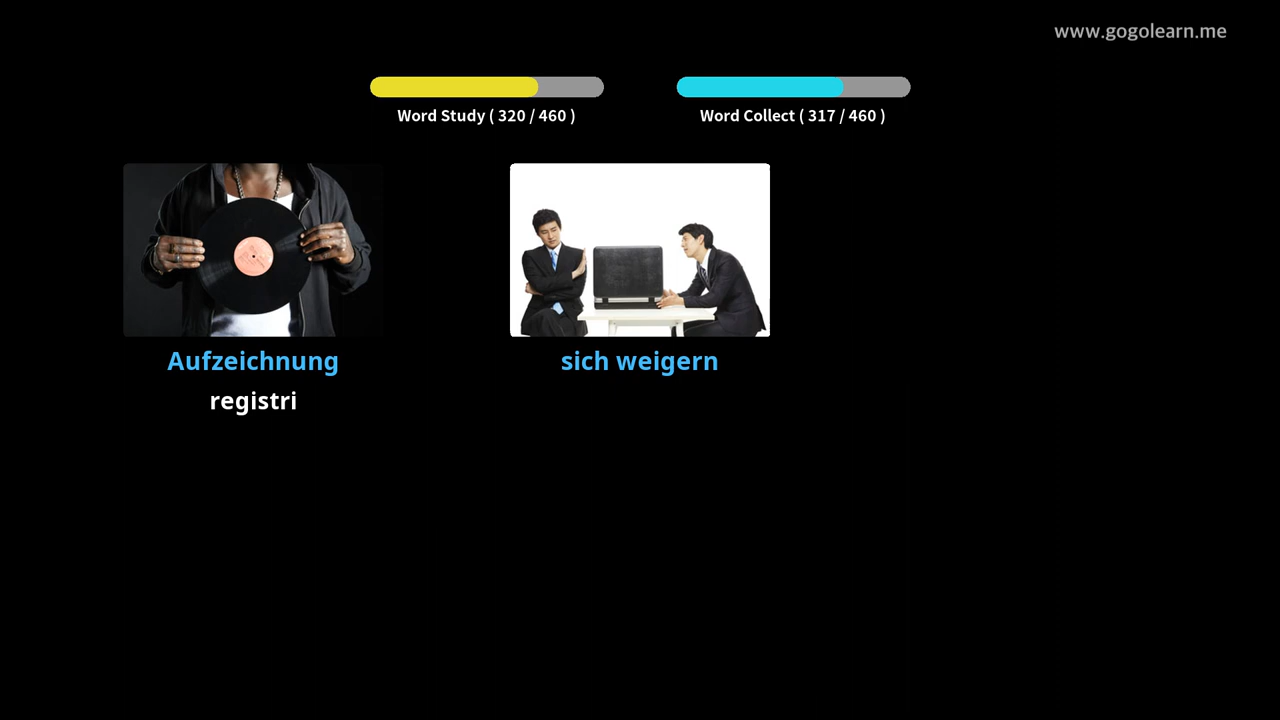 www.gogolearn.me
Word Study ( 320 / 460 )
Word Collect ( 317 / 460 )
Aufzeichnung
registri
sich weigern